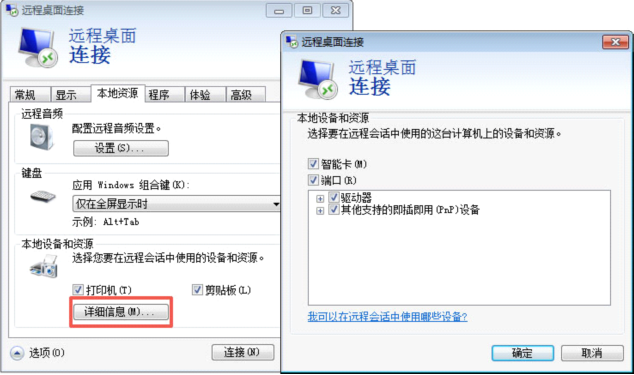 远程桌面连接
远程桌面
连接
常规
显示
本地资源
程序
体验
高级
远程音频
配置远程音频设置。
设置(S)...
键盘
应用 Windows 组合键(K):
仅在全屏显示时
示例: Alt+Tab
本地设备和资源
选择您要在远程会话中使用的设备和资源。
打印机(T)
剪贴板(L)
详细信息(M)...
选项(O)
连接(N)
远程桌面连接
远程桌面
连接
本地设备和资源
选择要在远程会话中使用的这台计算机上的设备和资源。
智能卡(M)
端口(R)
驱动器
其他支持的即插即用(PnP)设备
我可以在远程会话中使用哪些设备?
确定
取消